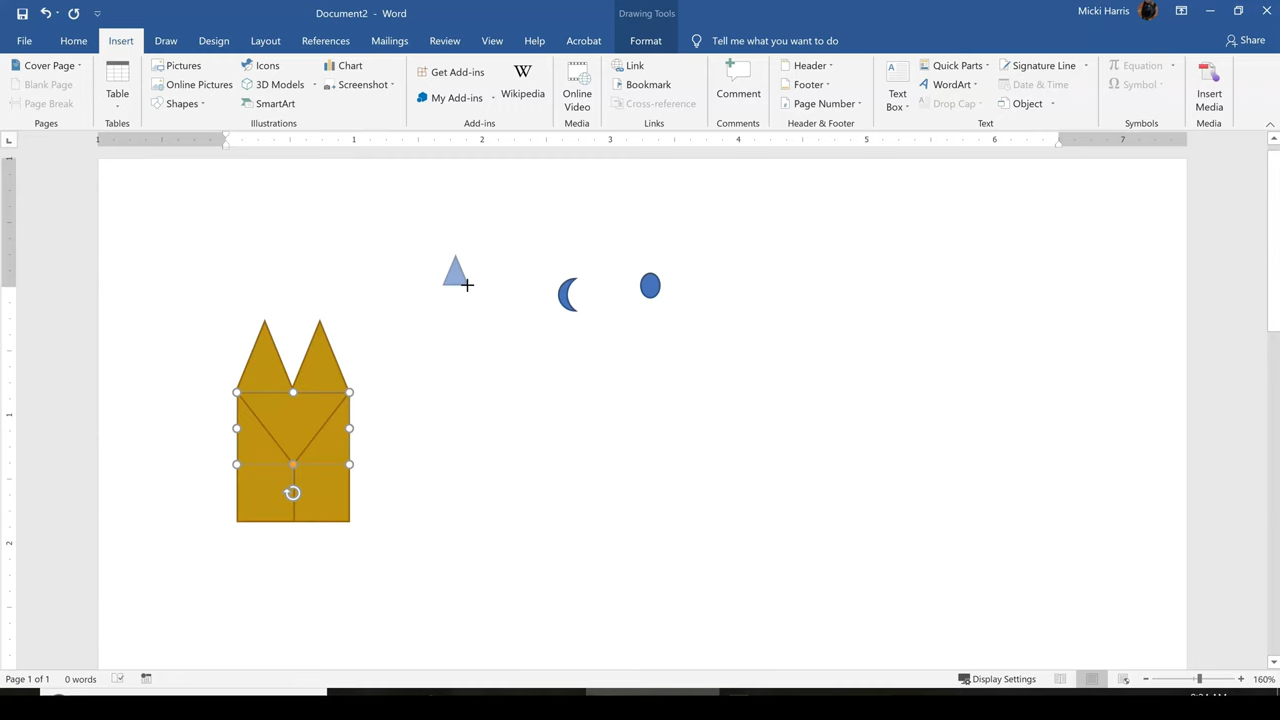 Document2 - Word
Drawing Tools
Micki Harris
File Home Insert Draw Design Layout References Mailings Review View Help Acrobat Format Tell me what you want to do Share
Cover Page
Blank Page
Page Break
Pages
Table
Tables
Pictures
Online Pictures
Shapes
Icons
3D Models
SmartArt
Chart
Screenshot
Illustrations
Get Add-ins
My Add-ins
W
Wikipedia
Add-ins
Online
Video
Media
Link
Bookmark
Cross-reference
Links
Comment
Comments
Header
Footer
Page Number
Header & Footer
Text
Box
Quick Parts
WordArt
Drop Cap
Signature Line
Date & Time
Object
Text
Equation
Symbol
Symbols
Insert
Media
Media
1 1 2 3 4 5 6 7
1
1
2
Page 1 of 1 0 words Display Settings 160%